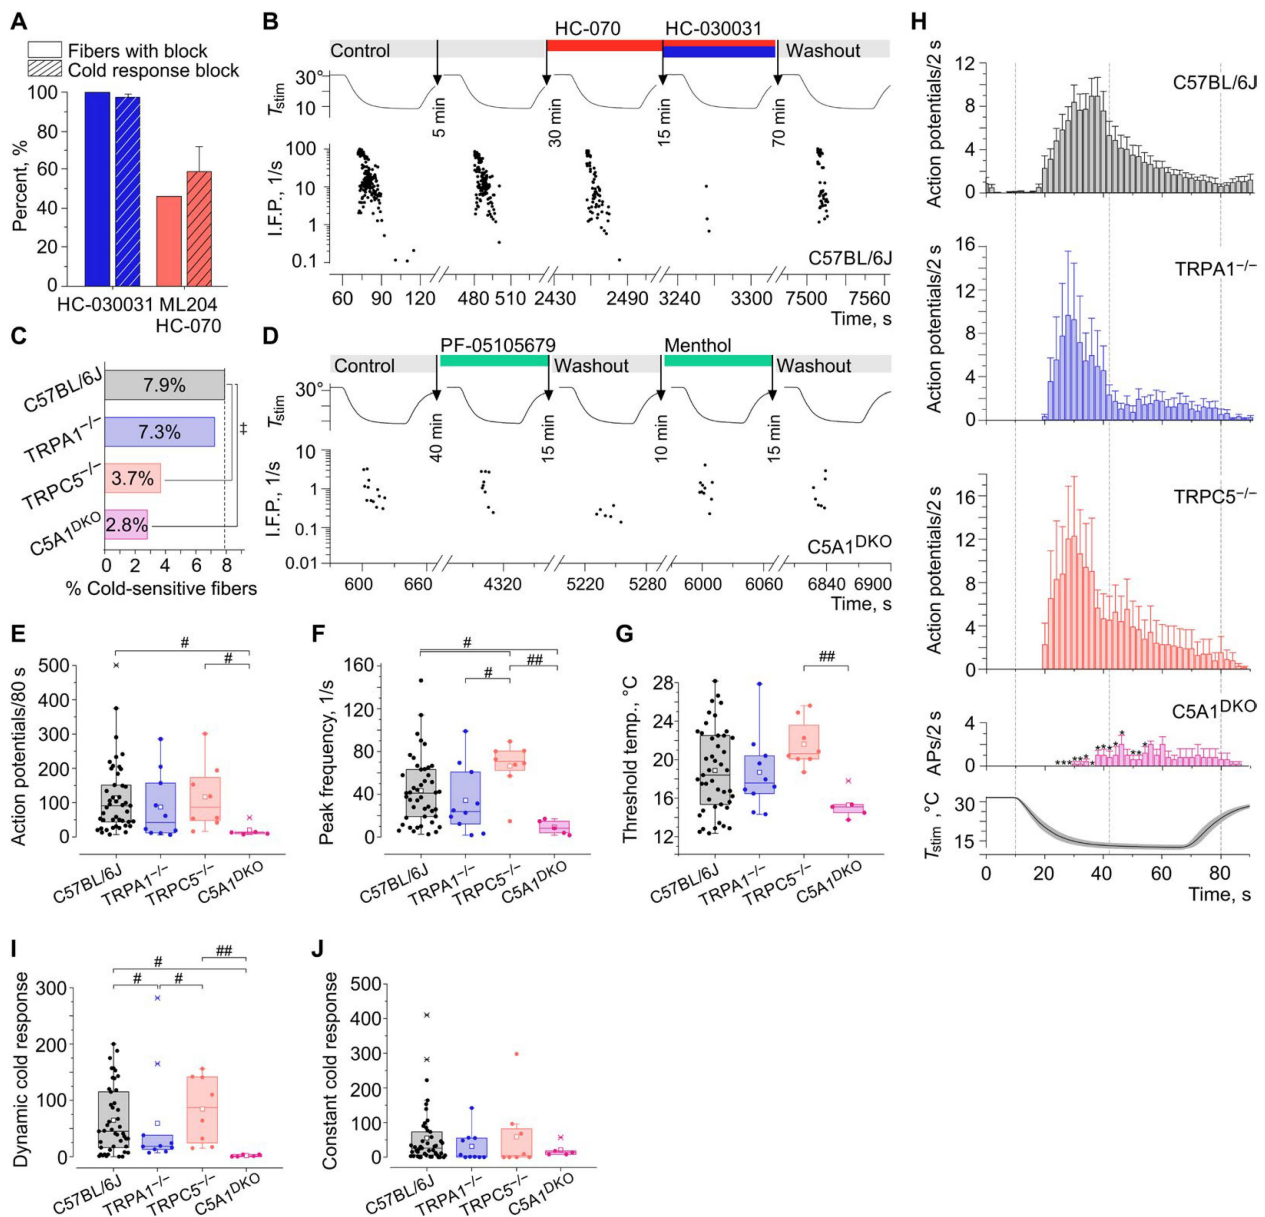 A
Fibers with block
Cold response block
Percent, %
100
80
60
40
20
0
HC-030031
ML204
HC-070
B
HC-070
HC-030031
Control
Washout
Tstim
30°
10
5 min
30 min
15 min
70 min
I.F.P., 1/s
100
10
1
0.1
C57BL/6J
60 90 120 480 510 2430 2490 3240 3300 7500 7560
Time, s
C
C57BL/6J
7.9%
TRPA1−/−
7.3%
TRPC5−/−
3.7%
C5A1DKO
2.8%
‡
0 2 4 6 8
% Cold-sensitive fibers
D
PF-05105679
Menthol
Control
Washout
Washout
Tstim
30°
40 min
15 min
10 min
15 min
I.F.P., 1/s
10
1
0.1
0.01
C5A1DKO
600 660 4320 5220 5280 6000 6060 6840 6900
Time, s
E
# #
Action potentials/80 s
500
400
300
200
100
0
C57BL/6J TRPA1−/− TRPC5−/− C5A1DKO
F
# ## #
Peak frequency, 1/s
160
120
80
40
0
C57BL/6J TRPA1−/− TRPC5−/− C5A1DKO
G
##
Threshold temp., °C
28
26
24
22
20
18
16
14
12
C57BL/6J TRPA1−/− TRPC5−/− C5A1DKO
H
Action potentials/2 s
12
8
4
0
C57BL/6J
Action potentials/2 s
16
12
8
4
0
TRPA1−/−
Action potentials/2 s
16
12
8
4
0
TRPC5−/−
APs/2 s
4
0
C5A1DKO
Tstim, °C
30
15
0 20 40 60 80
Time, s
I
## # # #
Dynamic cold response
300
200
100
0
C57BL/6J TRPA1−/− TRPC5−/− C5A1DKO
J
Constant cold response
500
400
300
200
100
0
C57BL/6J TRPA1−/− TRPC5−/− C5A1DKO